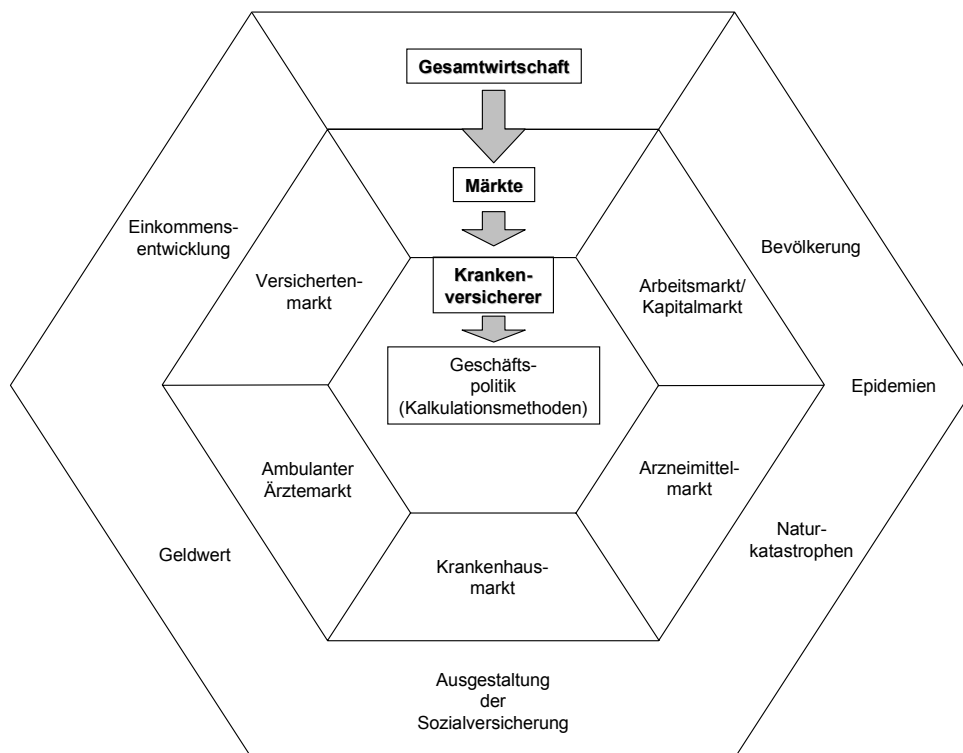 Gesamtwirtschaft
Märkte
Einkommens-
entwicklung
Bevölkerung
Versicherten-
markt
Kranken-
versicherer
Arbeitsmarkt/
Kapitalmarkt
Geschäfts-
politik
(Kalkulationsmethoden)
Epidemien
Ambulanter
Ärztemarkt
Arzneimittel-
markt
Geldwert
Natur-
katastrophen
Krankenhaus-
markt
Ausgestaltung
der
Sozialversicherung